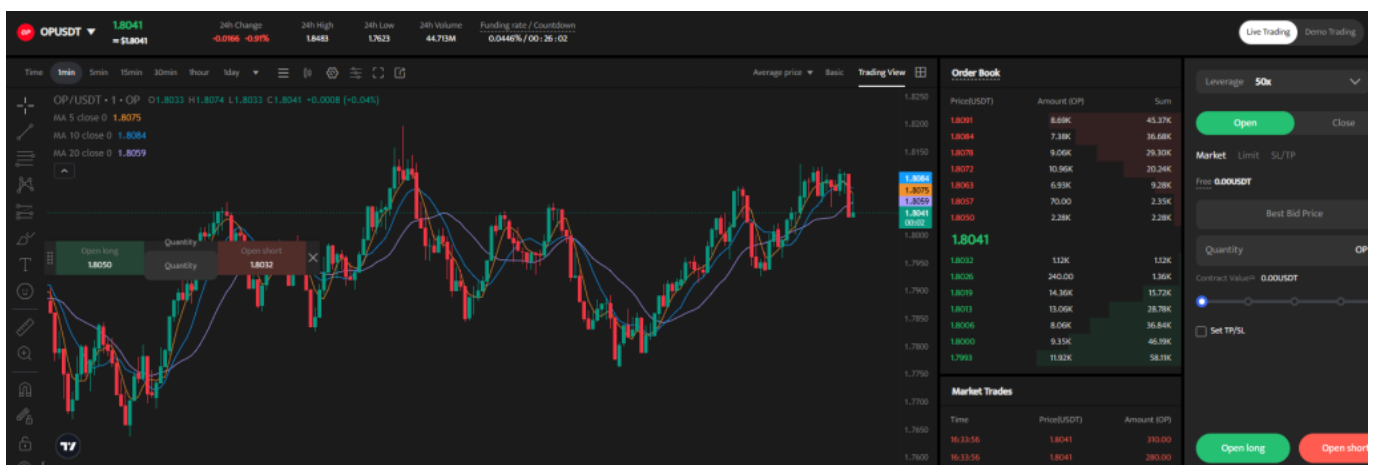 OP OPUSDT ▼ 1.8041 ≈ $1.8041
24h Change -0.0166 -0.91%
24h High 1.8483
24h Low 1.7623
24h Volume 44.713M
Funding rate / Countdown 0.0446% / 00 : 26 : 02
Live Trading Demo Trading
Time 1min 5min 15min 30min 1hour 1day ▼
Average price ▼ Basic Trading View
OP/USDT • 1 • OP O1.8033 H1.8074 L1.8033 C1.8041 +0.0008 (+0.04%)
MA 5 close 0 1.8075
MA 10 close 0 1.8084
MA 20 close 0 1.8059
Open long 1.8050
Quantity
Quantity
Open short 1.8032
1.8250
1.8200
1.8150
1.8084
1.8075
1.8059
1.8041
00:02
1.8000
1.7950
1.7900
1.7850
1.7800
1.7750
1.7700
1.7650
1.7600
Order Book
Price(USDT) Amount (OP) Sum
1.8091 8.69K 45.37K
1.8084 7.38K 36.68K
1.8078 9.06K 29.30K
1.8072 10.96K 20.24K
1.8063 6.93K 9.28K
1.8057 70.00 2.35K
1.8050 2.28K 2.28K
1.8041
1.8032 1.12K 1.12K
1.8026 240.00 1.36K
1.8019 14.36K 15.72K
1.8013 13.06K 28.78K
1.8006 8.06K 36.84K
1.8000 9.35K 46.19K
1.7993 11.92K 58.11K
Market Trades
Time Price(USDT) Amount (OP)
16:33:56 1.8041 310.00
16:33:56 1.8041 280.00
Leverage 50x
Open Close
Market Limit SL/TP
Free 0.00USDT
Best Bid Price
Quantity OP
Contract Value≈ 0.00USDT
Set TP/SL
Open long Open short